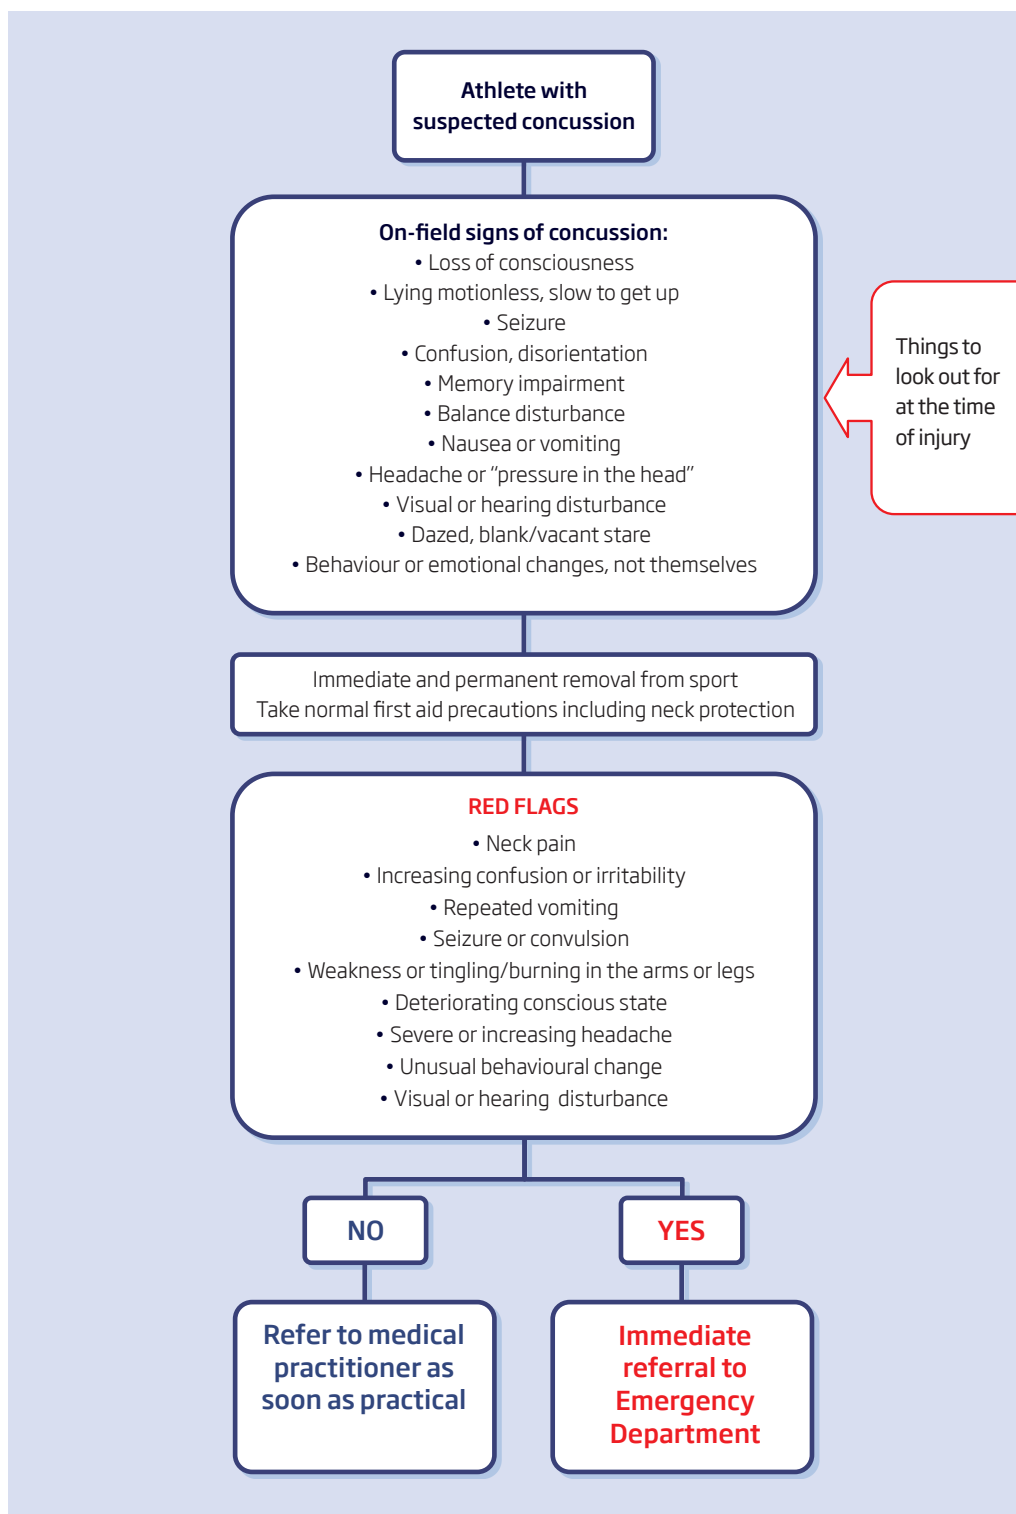 Athlete with
suspected concussion
On-field signs of concussion:
• Loss of consciousness
• Lying motionless, slow to get up
• Seizure
• Confusion, disorientation
• Memory impairment
• Balance disturbance
• Nausea or vomiting
• Headache or “pressure in the head”
• Visual or hearing disturbance
• Dazed, blank/vacant stare
• Behaviour or emotional changes, not themselves
Things to
look out for
at the time
of injury
Immediate and permanent removal from sport
Take normal first aid precautions including neck protection
RED FLAGS
• Neck pain
• Increasing confusion or irritability
• Repeated vomiting
• Seizure or convulsion
• Weakness or tingling/burning in the arms or legs
• Deteriorating conscious state
• Severe or increasing headache
• Unusual behavioural change
• Visual or hearing disturbance
NO
Refer to medical
practitioner as
soon as practical
YES
Immediate
referral to
Emergency
Department